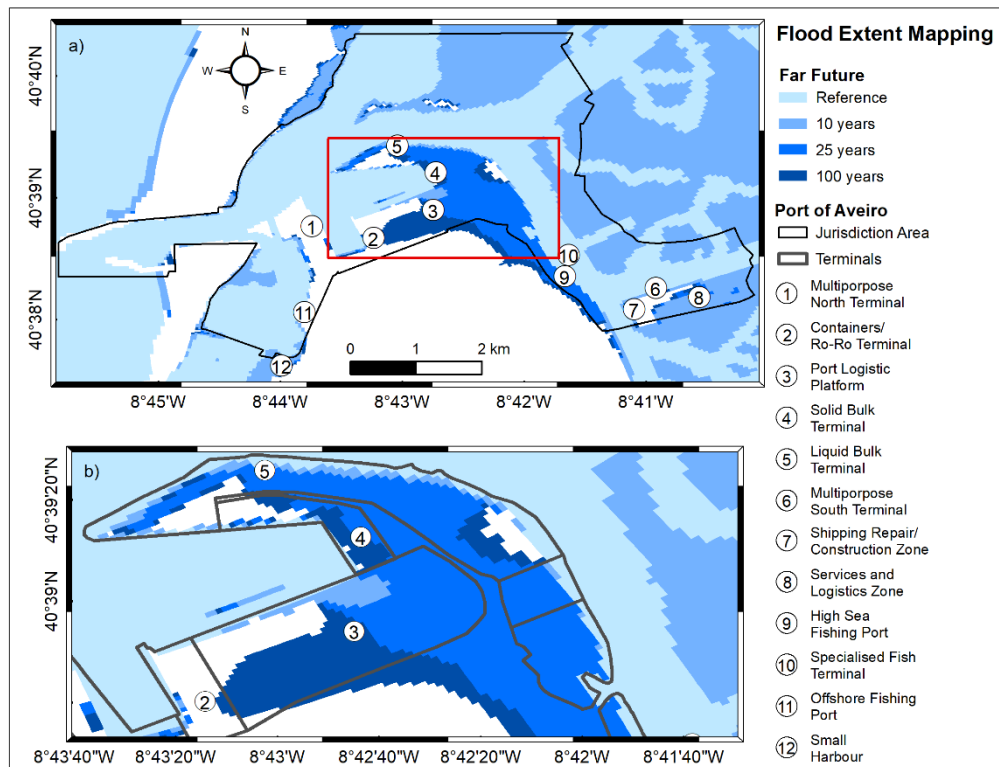 a)
N
W E
S
40°40'N
40°39'N
40°38'N
5
4
3
1
2
10
9
6
8
7
11
12
0 1 2 km
8°45'W 8°44'W 8°43'W 8°42'W 8°41'W
b)
5
4
3
2
40°39'20"N
40°39'N
8°43'40"W 8°43'20"W 8°43'W 8°42'40"W 8°42'20"W 8°42'W 8°41'40"W
Flood Extent Mapping
Far Future
Reference
10 years
25 years
100 years
Port of Aveiro
Jurisdiction Area
Terminals
1 Multiporpose
North Terminal
2 Containers/
Ro-Ro Terminal
3 Port Logistic
Platform
4 Solid Bulk
Terminal
5 Liquid Bulk
Terminal
6 Multiporpose
South Terminal
7 Shipping Repair/
Construction Zone
8 Services and
Logistics Zone
9 High Sea
Fishing Port
10 Specialised Fish
Terminal
11 Offshore Fishing
Port
12 Small
Harbour